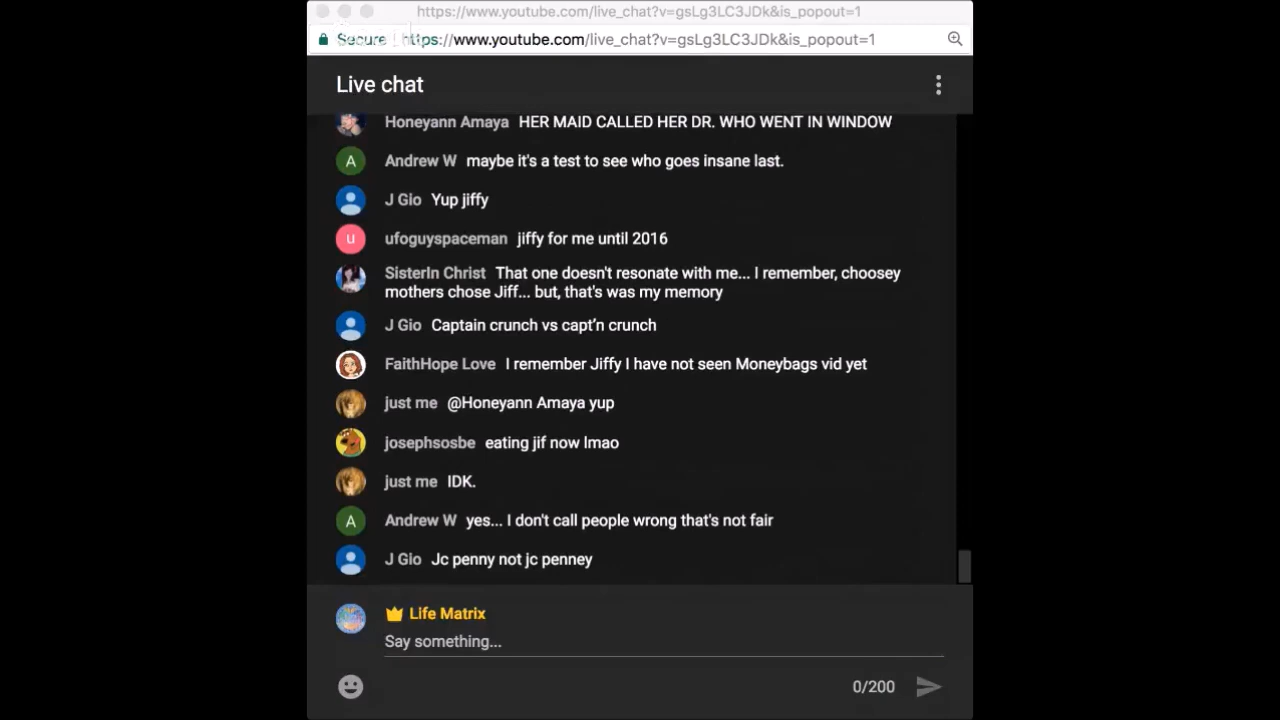 https://www.youtube.com/live_chat?v=gsLg3LC3JDk&is_popout=1
Secure https://www.youtube.com/live_chat?v=gsLg3LC3JDk&is_popout=1
Live chat
Honeyann Amaya HER MAID CALLED HER DR. WHO WENT IN WINDOW
A Andrew W maybe it's a test to see who goes insane last.
J Gio Yup jiffy
u ufoguyspaceman jiffy for me until 2016
SisterIn Christ That one doesn't resonate with me... I remember, choosey
mothers chose Jiff... but, that's was my memory
J Gio Captain crunch vs capt’n crunch
FaithHope Love I remember Jiffy I have not seen Moneybags vid yet
just me @Honeyann Amaya yup
josephsosbe eating jif now lmao
just me IDK.
A Andrew W yes... I don't call people wrong that's not fair
J Gio Jc penny not jc penney
Life Matrix
Say something...
0/200